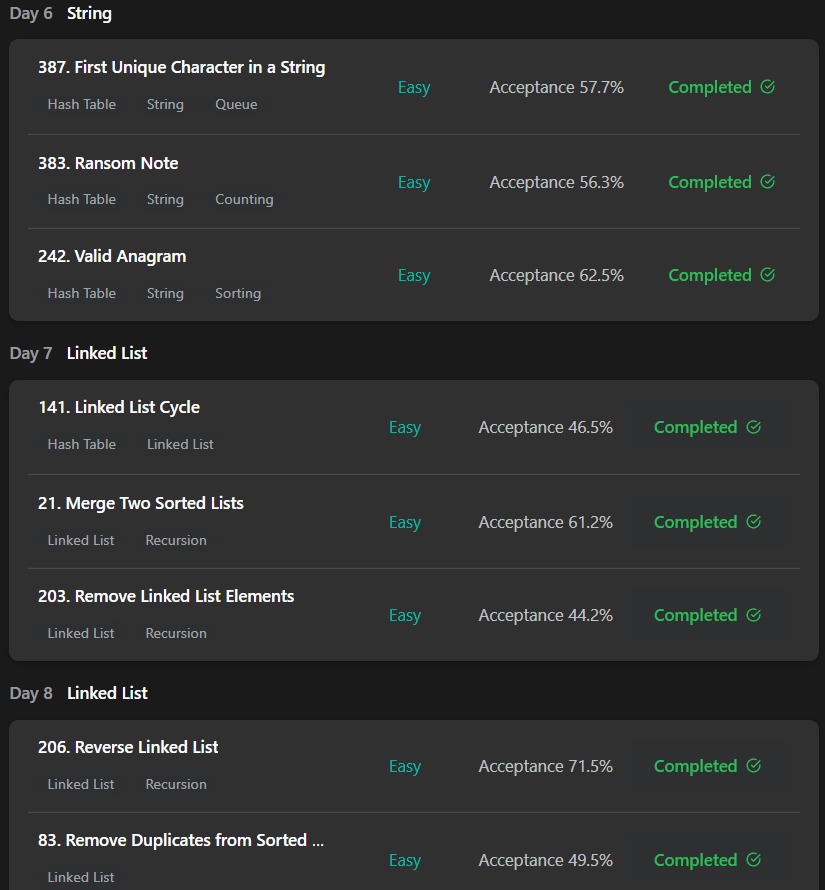 Day 6 String
387. First Unique Character in a String
Easy Acceptance 57.7% Completed
Hash Table String Queue
383. Ransom Note
Easy Acceptance 56.3% Completed
Hash Table String Counting
242. Valid Anagram
Easy Acceptance 62.5% Completed
Hash Table String Sorting
Day 7 Linked List
141. Linked List Cycle
Easy Acceptance 46.5% Completed
Hash Table Linked List
21. Merge Two Sorted Lists
Easy Acceptance 61.2% Completed
Linked List Recursion
203. Remove Linked List Elements
Easy Acceptance 44.2% Completed
Linked List Recursion
Day 8 Linked List
206. Reverse Linked List
Easy Acceptance 71.5% Completed
Linked List Recursion
83. Remove Duplicates from Sorted ...
Easy Acceptance 49.5% Completed
Linked List